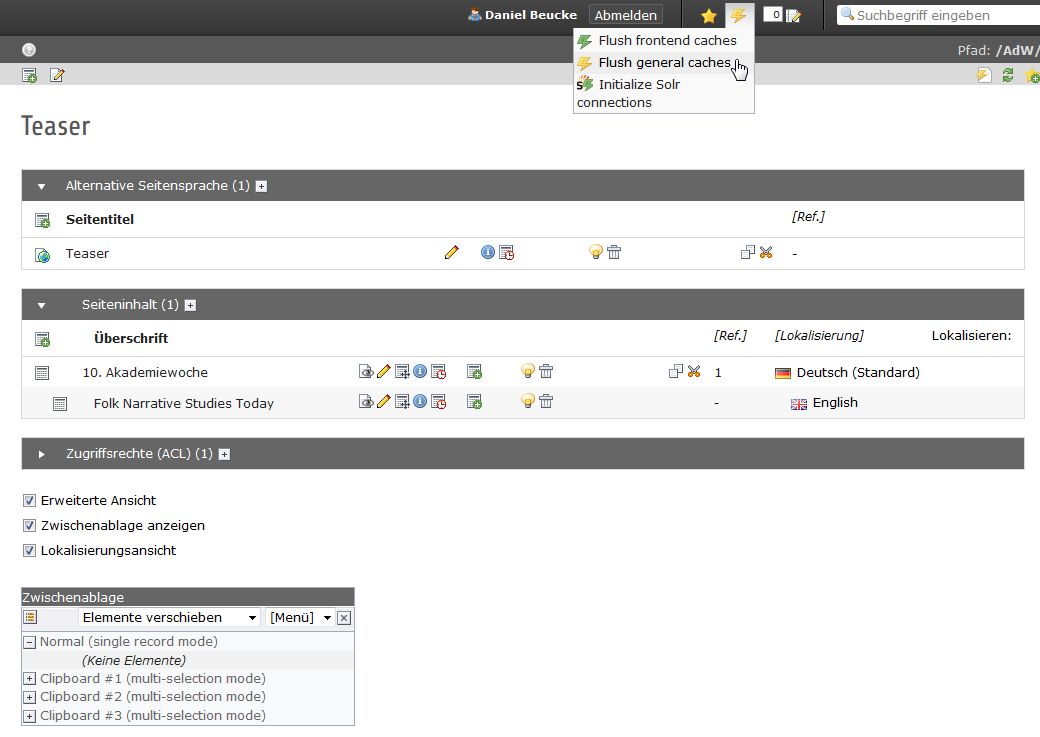 Daniel Beucke Abmelden 0 Suchbegriff eingeben
Flush frontend caches
Pfad: /AdW/
Flush general caches
Initialize Solr
connections
Teaser
Alternative Seitensprache (1)
Seitentitel [Ref.]
Teaser -
Seiteninhalt (1)
Überschrift [Ref.] [Lokalisierung] Lokalisieren:
10. Akademiewoche 1 Deutsch (Standard)
Folk Narrative Studies Today - English
Zugriffsrechte (ACL) (1)
Erweiterte Ansicht
Zwischenablage anzeigen
Lokalisierungsansicht
Zwischenablage
Elemente verschieben [Menü]
Normal (single record mode)
(Keine Elemente)
Clipboard #1 (multi-selection mode)
Clipboard #2 (multi-selection mode)
Clipboard #3 (multi-selection mode)